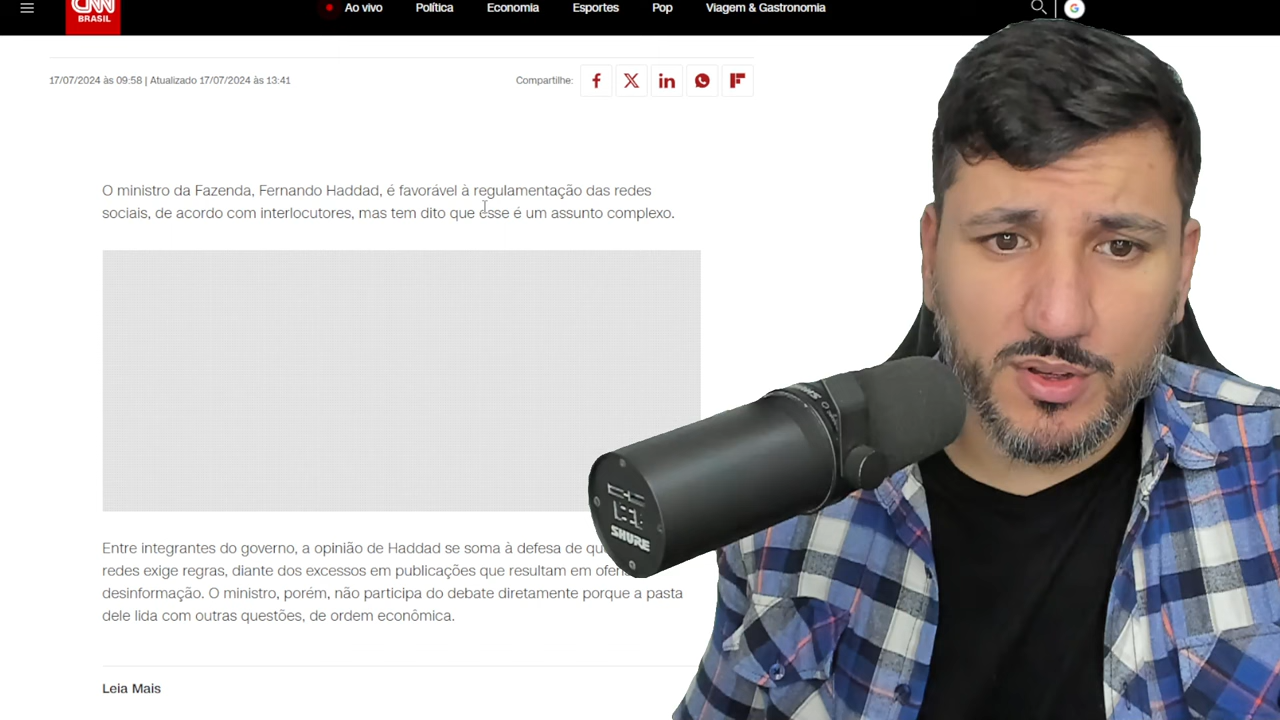 CNN
BRASIL
Ao vivo
Política
Economia
Esportes
Pop
Viagem & Gastronomia
G
17/07/2024 às 09:58 | Atualizado 17/07/2024 às 13:41
Compartilhe:
O ministro da Fazenda, Fernando Haddad, é favorável à regulamentação das redes
sociais, de acordo com interlocutores, mas tem dito que esse é um assunto complexo.
Entre integrantes do governo, a opinião de Haddad se soma à defesa de
redes exige regras, diante dos excessos em publicações que resultam em
desinformação. O ministro, porém, não participa do debate diretamente porque a pasta
dele lida com outras questões, de ordem econômica.
SHURE
Leia Mais